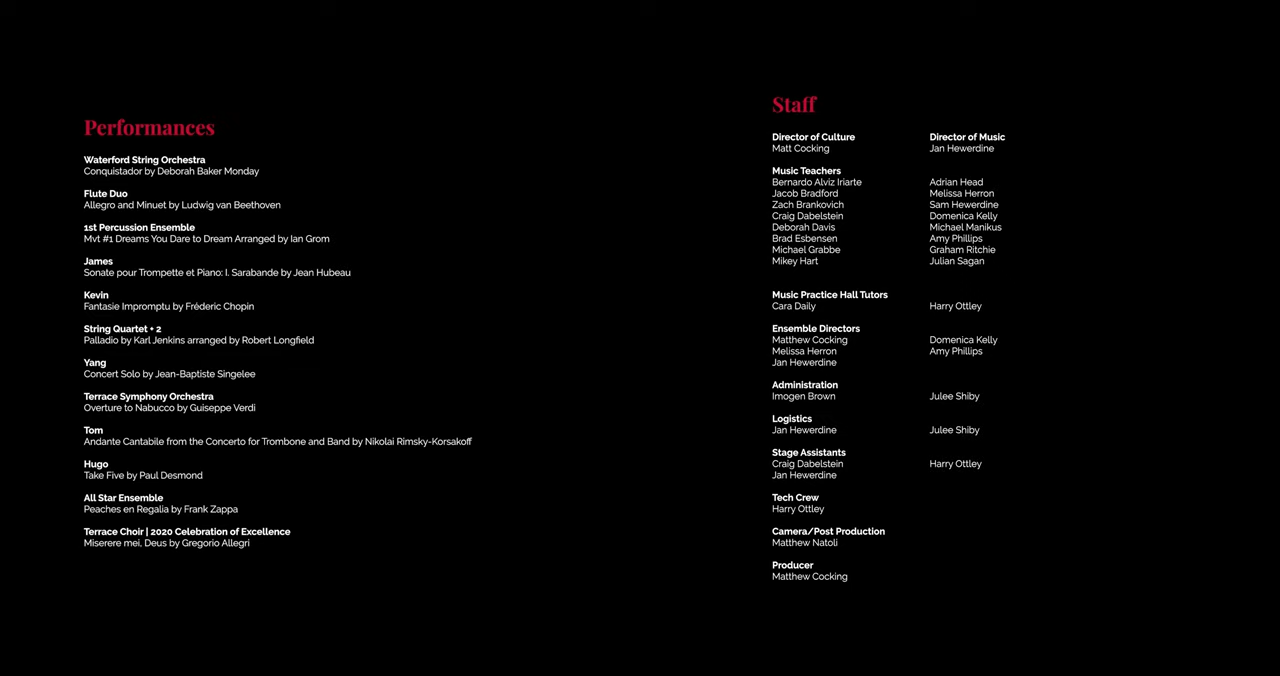 Performances
Waterford String Orchestra
Conquistador by Deborah Baker Monday
Flute Duo
Allegro and Minuet by Ludwig van Beethoven
1st Percussion Ensemble
Mvt #1 Dreams You Dare to Dream Arranged by Ian Grom
James
Sonate pour Trompette et Piano: I. Sarabande by Jean Hubeau
Kevin
Fantasie Impromptu by Fréderic Chopin
String Quartet + 2
Palladio by Karl Jenkins arranged by Robert Longfield
Yang
Concert Solo by Jean-Baptiste Singelee
Terrace Symphony Orchestra
Overture to Nabucco by Guiseppe Verdi
Tom
Andante Cantabile from the Concerto for Trombone and Band by Nikolai Rimsky-Korsakoff
Hugo
Take Five by Paul Desmond
All Star Ensemble
Peaches en Regalia by Frank Zappa
Terrace Choir | 2020 Celebration of Excellence
Miserere mei, Deus by Gregorio Allegri
Staff
Director of Culture Director of Music
Matt Cocking Jan Hewerdine
Music Teachers
Bernardo Alviz Iriarte Adrian Head
Jacob Bradford Melissa Herron
Zach Brankovich Sam Hewerdine
Craig Dabelstein Domenica Kelly
Deborah Davis Michael Manikus
Brad Esbensen Amy Phillips
Michael Grabbe Graham Ritchie
Mikey Hart Julian Sagan
Music Practice Hall Tutors
Cara Daily Harry Ottley
Ensemble Directors
Matthew Cocking Domenica Kelly
Melissa Herron Amy Phillips
Jan Hewerdine
Administration
Imogen Brown Julee Shiby
Logistics
Jan Hewerdine Julee Shiby
Stage Assistants
Craig Dabelstein Harry Ottley
Jan Hewerdine
Tech Crew
Harry Ottley
Camera/Post Production
Matthew Natoli
Producer
Matthew Cocking